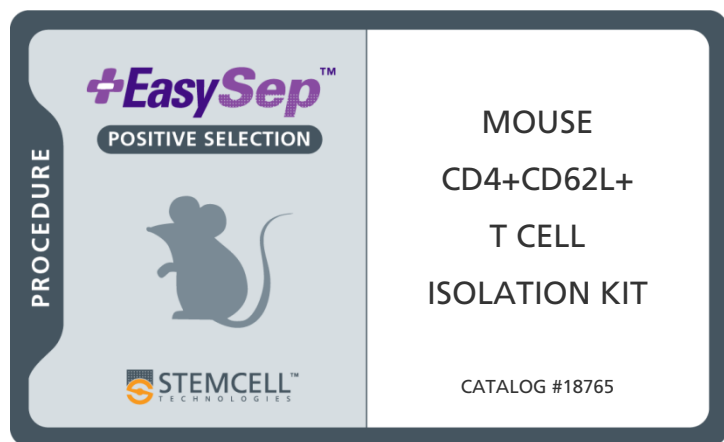 PROCEDURE
EasySep™
POSITIVE SELECTION
STEMCELL™
TECHNOLOGIES
MOUSE
CD4+CD62L+
T CELL
ISOLATION KIT
CATALOG #18765